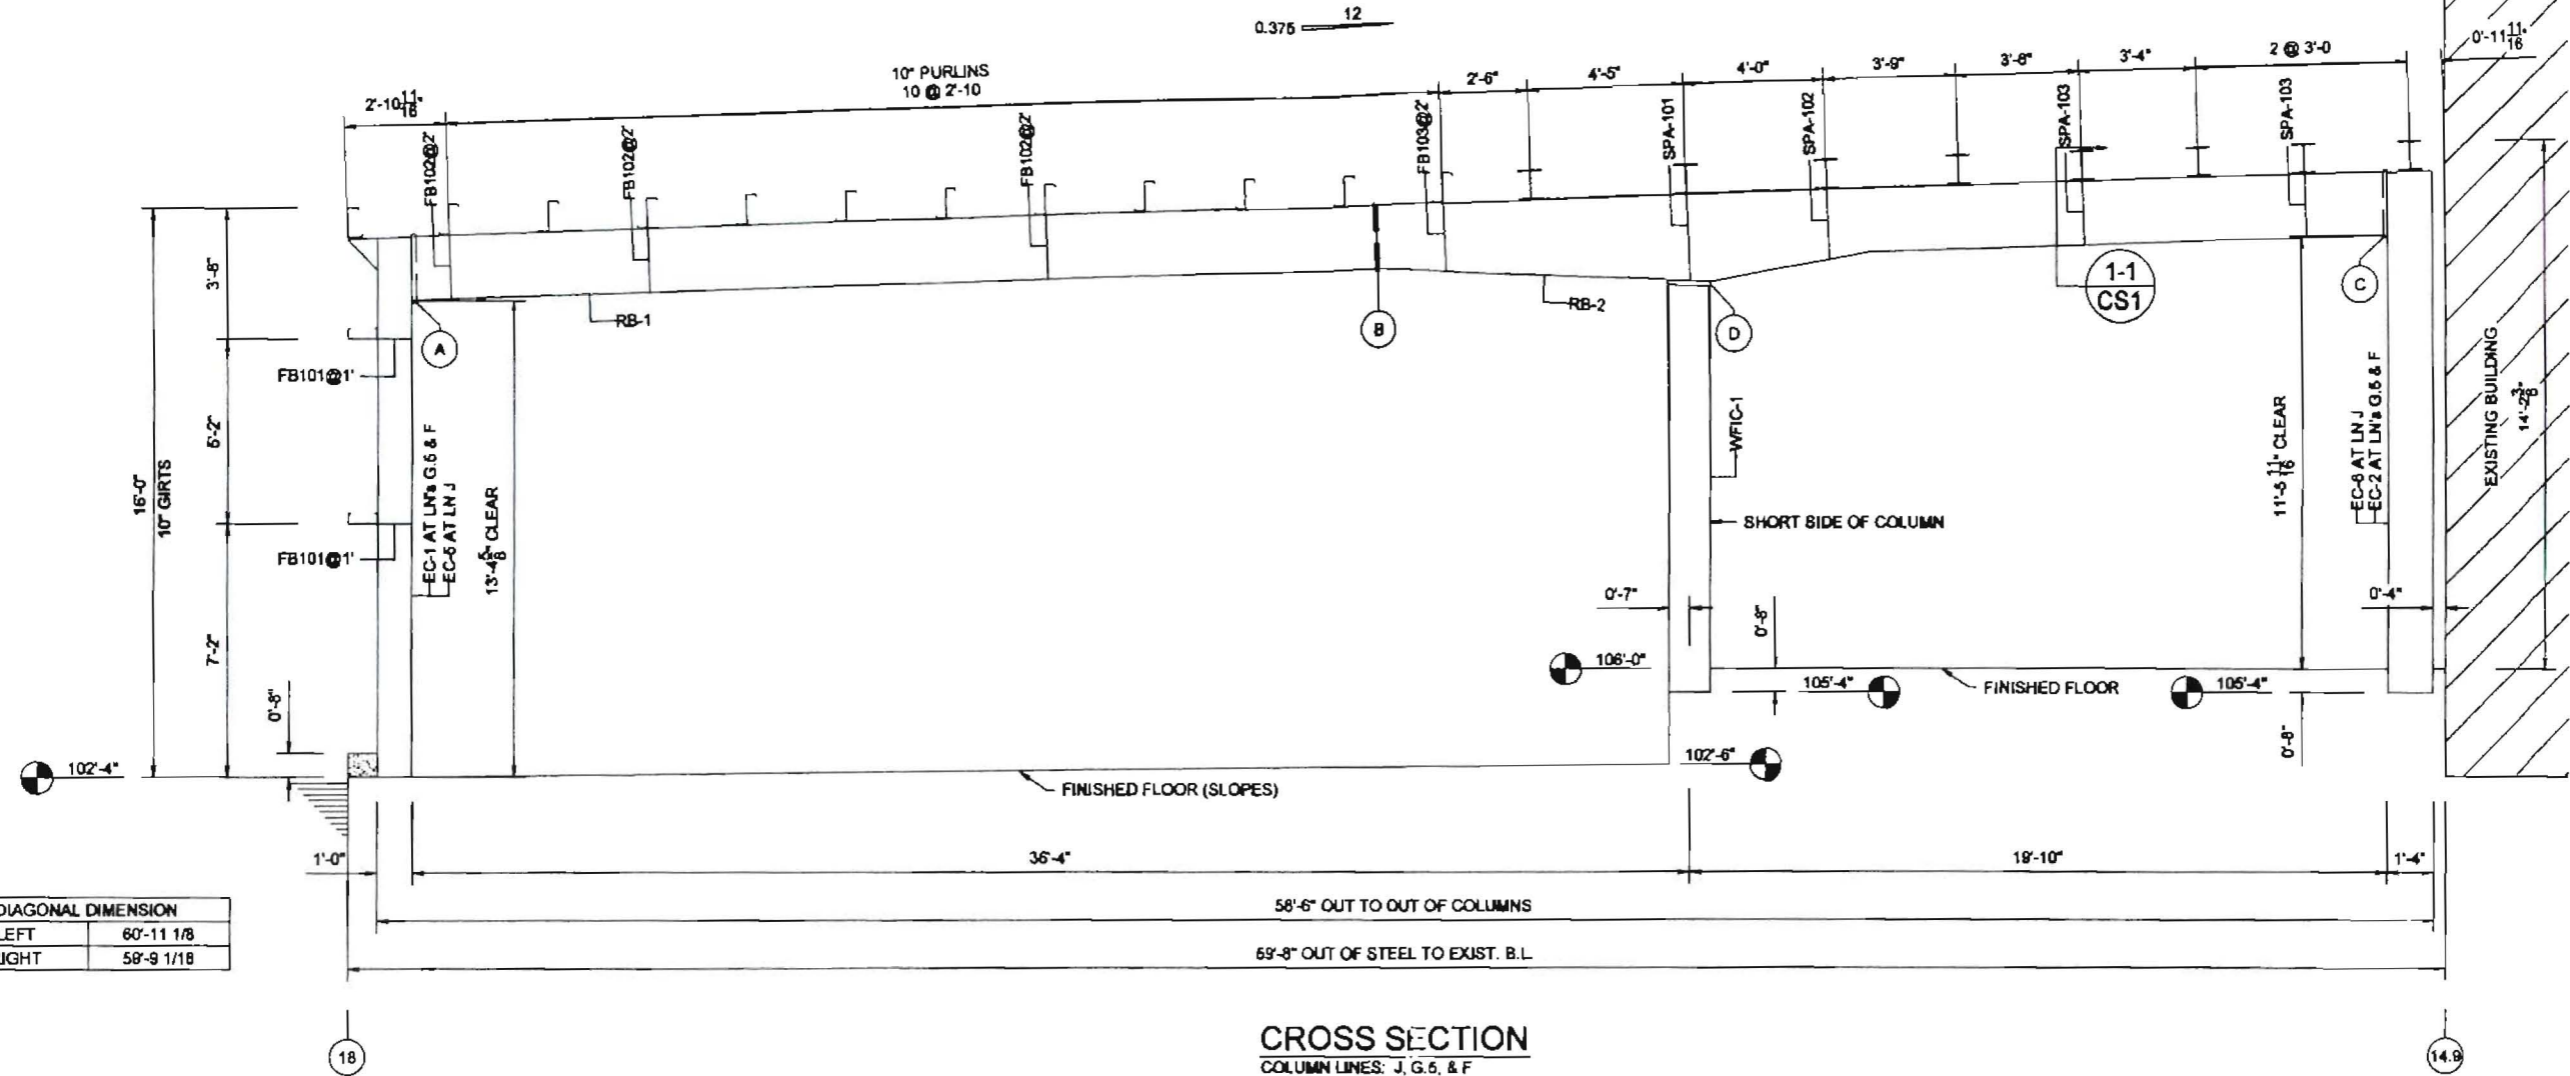 12
0.375
0'-11 11/16"
2 @ 3'-0
3'-4"
3'-8"
3'-9"
4'-0"
4'-5"
2'-6"
10" PURLINS
10 @ 2'-10
2'-10 11/16"
FB102@2'
FB102@2'
FB102@2'
FB103@2'
SPA-101
SPA-102
SPA-103
SPA-103
3'-8"
RB-1
RB-2
A
B
D
C
1-1
CS1
FB101@1'
5'-2"
16'-0"
10" GIRTS
EC-1 AT LN's G.5 & F
EC-5 AT LN J
13'-4 5/8" CLEAR
WFIC-1
SHORT SIDE OF COLUMN
11'-5 11/16" CLEAR
EC-6 AT LN J
EC-2 AT LN's G.5 & F
EXISTING BUILDING
14'-2 3/8"
FB101@1'
7'-2"
0'-8"
0'-7"
0'-8"
0'-4"
106'-0"
105'-4"
FINISHED FLOOR
105'-4"
0'-8"
102'-4"
102'-6"
FINISHED FLOOR (SLOPES)
1'-0"
36'-4"
19'-10"
1'-4"
DIAGONAL DIMENSION
LEFT 60'-11 1/8
IGHT 59'-9 1/16
58'-6" OUT TO OUT OF COLUMNS
59'-8" OUT OF STEEL TO EXIST. B.L.
18
14.9
CROSS SECTION
COLUMN LINES: J, G.5, & F